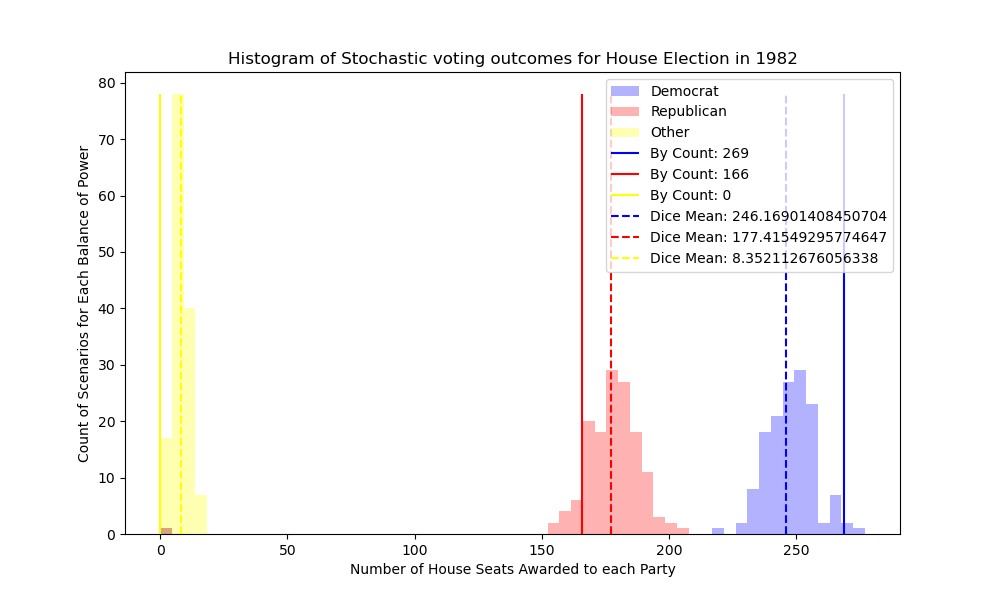 Histogram of Stochastic voting outcomes for House Election in 1982
80
70
60
50
40
30
20
10
0
Count of Scenarios for Each Balance of Power
Democrat
Republican
Other
By Count: 269
By Count: 166
By Count: 0
Dice Mean: 246.16901408450704
Dice Mean: 177.41549295774647
Dice Mean: 8.352112676056338
0 50 100 150 200 250
Number of House Seats Awarded to each Party